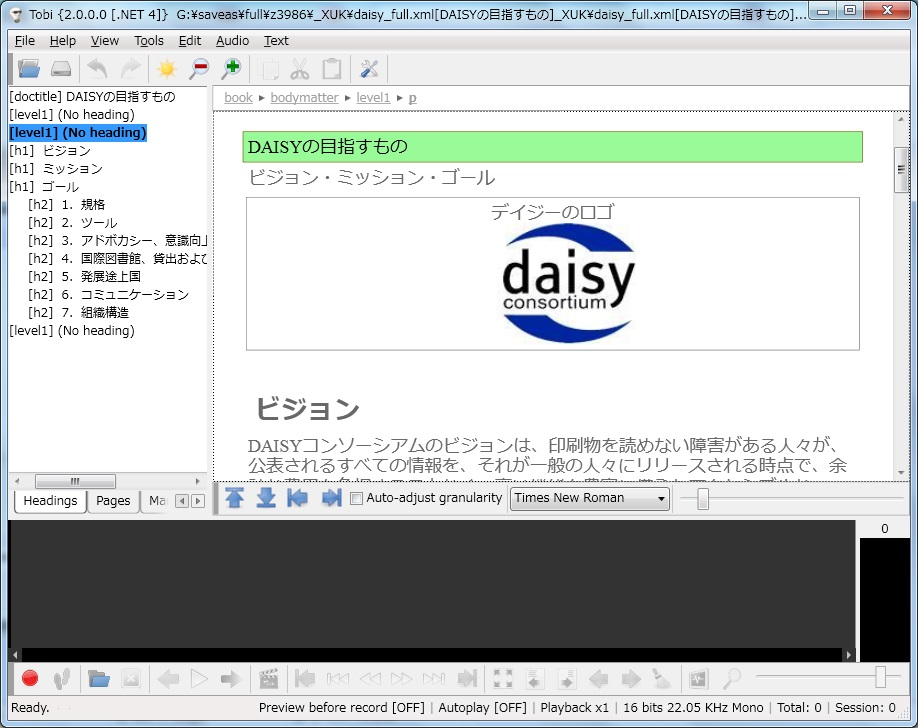 Tobi {2.0.0.0 [.NET 4]} G:¥saveas¥full¥z3986¥_XUK¥daisy_full.xml[DAISYの目指すもの]_XUK¥daisy_full.xml[DAISYの目指すもの]...
File Help View Tools Edit Audio Text
book ▸ bodymatter ▸ level1 ▸ p
[doctitle] DAISYの目指すもの
[level1] (No heading)
[level1] (No heading)
[h1] ビジョン
[h1] ミッション
[h1] ゴール
[h2] 1. 規格
[h2] 2. ツール
[h2] 3. アドボカシー、意識向上
[h2] 4. 国際図書館、貸出および
[h2] 5. 発展途上国
[h2] 6. コミュニケーション
[h2] 7. 組織構造
[level1] (No heading)
Headings Pages Ma
DAISYの目指すもの
ビジョン・ミッション・ゴール
デイジーのロゴ
daisy
consortium
ビジョン
DAISYコンソーシアムのビジョンは、印刷物を読めない障害がある人々が、
公表されるすべての情報を、それが一般の人々にリリースされる時点で、余
Auto-adjust granularity Times New Roman
0
Ready.
Preview before record [OFF] | Autoplay [OFF] | Playback x1 | 16 bits 22.05 KHz Mono | Total: 0 | Session: 0